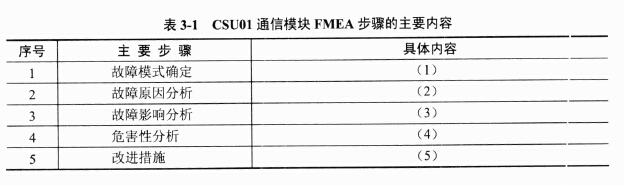 表 3-1 CSU01 通信模块 FMEA 步骤的主要内容
序号 主 要 步 骤 具体内容
1 故障模式确定 （1）
2 故障原因分析 （2）
3 故障影响分析 （3）
4 危害性分析 （4）
5 改进措施 （5）